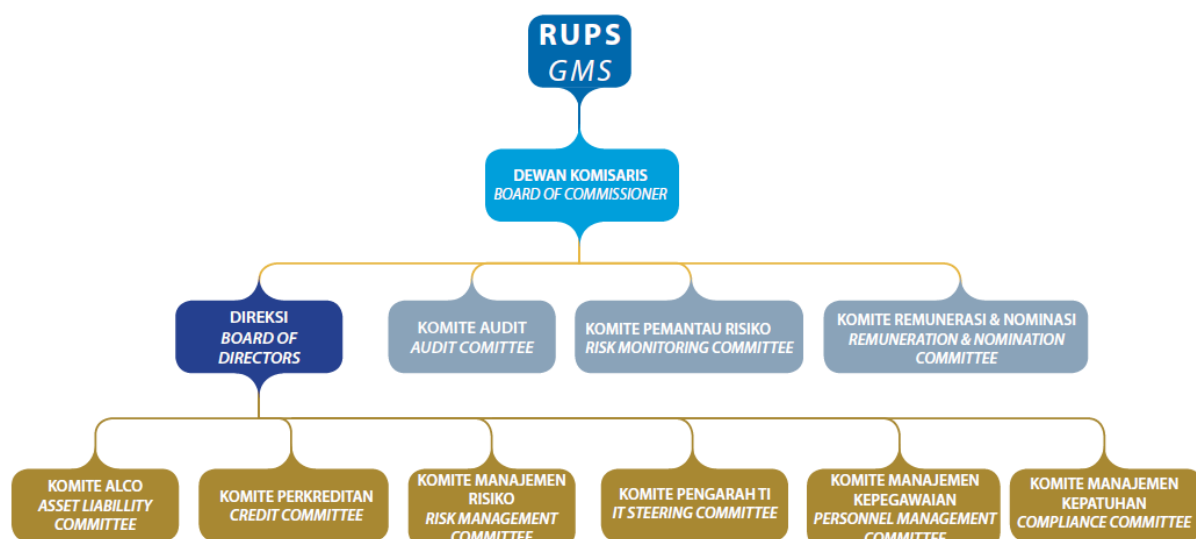 RUPS
GMS
DEWAN KOMISARIS
BOARD OF COMMISSIONER
DIREKSI
BOARD OF
DIRECTORS
KOMITE AUDIT
AUDIT COMITTEE
KOMITE PEMANTAU RISIKO
RISK MONITORING COMMITTEE
KOMITE REMUNERASI & NOMINASI
REMUNERATION & NOMINATION
COMMITTEE
KOMITE ALCO
ASSET LIABILLITY
COMMITTEE
KOMITE PERKREDITAN
CREDIT COMMITTEE
KOMITE MANAJEMEN
RISIKO
RISK MANAGEMENT
COMMITTEE
KOMITE PENGARAH TI
IT STEERING COMMITTEE
KOMITE MANAJEMEN
KEPEGAWAIAN
PERSONNEL MANAGEMENT
COMMITTEE
KOMITE MANAJEMEN
KEPATUHAN
COMPLIANCE COMMITTEE